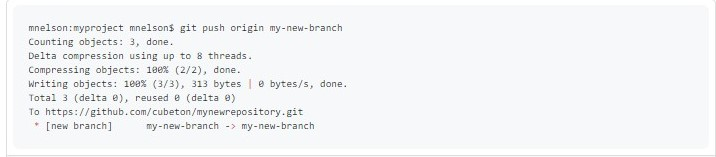 mnelson:myproject mnelson$ git push origin my-new-branch
Counting objects: 3, done.
Delta compression using up to 8 threads.
Compressing objects: 100% (2/2), done.
Writing objects: 100% (3/3), 313 bytes | 0 bytes/s, done.
Total 3 (delta 0), reused 0 (delta 0)
To https://github.com/cubeton/mynewrepository.git
 * [new branch]      my-new-branch -> my-new-branch